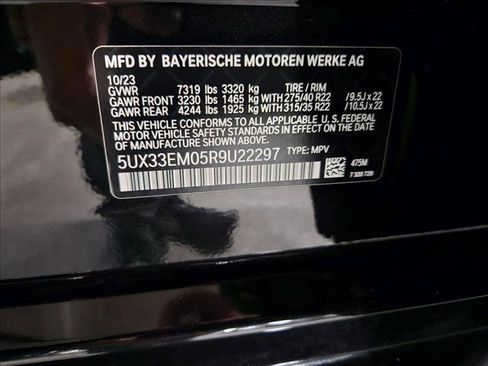 MFD BY BAYERISCHE MOTOREN WERKE AG
10/23
GVWR 7319 lbs 3320 kg TIRE / RIM
GAWR FRONT 3230 lbs 1465 kg WITH 275/40 R22 / 9.5J x 22
GAWR REAR 4244 lbs 1925 kg WITH 315/35 R22 / 10.5J x 22
THIS VEHICLE CONFORMS TO ALL APPLICABLE U.S. FEDERAL
MOTOR VEHICLE SAFETY STANDARDS IN EFFECT ON
THE DATE OF MANUFACTURE SHOWN ABOVE.
5UX33EM05R9U22297 TYPE: MPV
475M
7 320 729